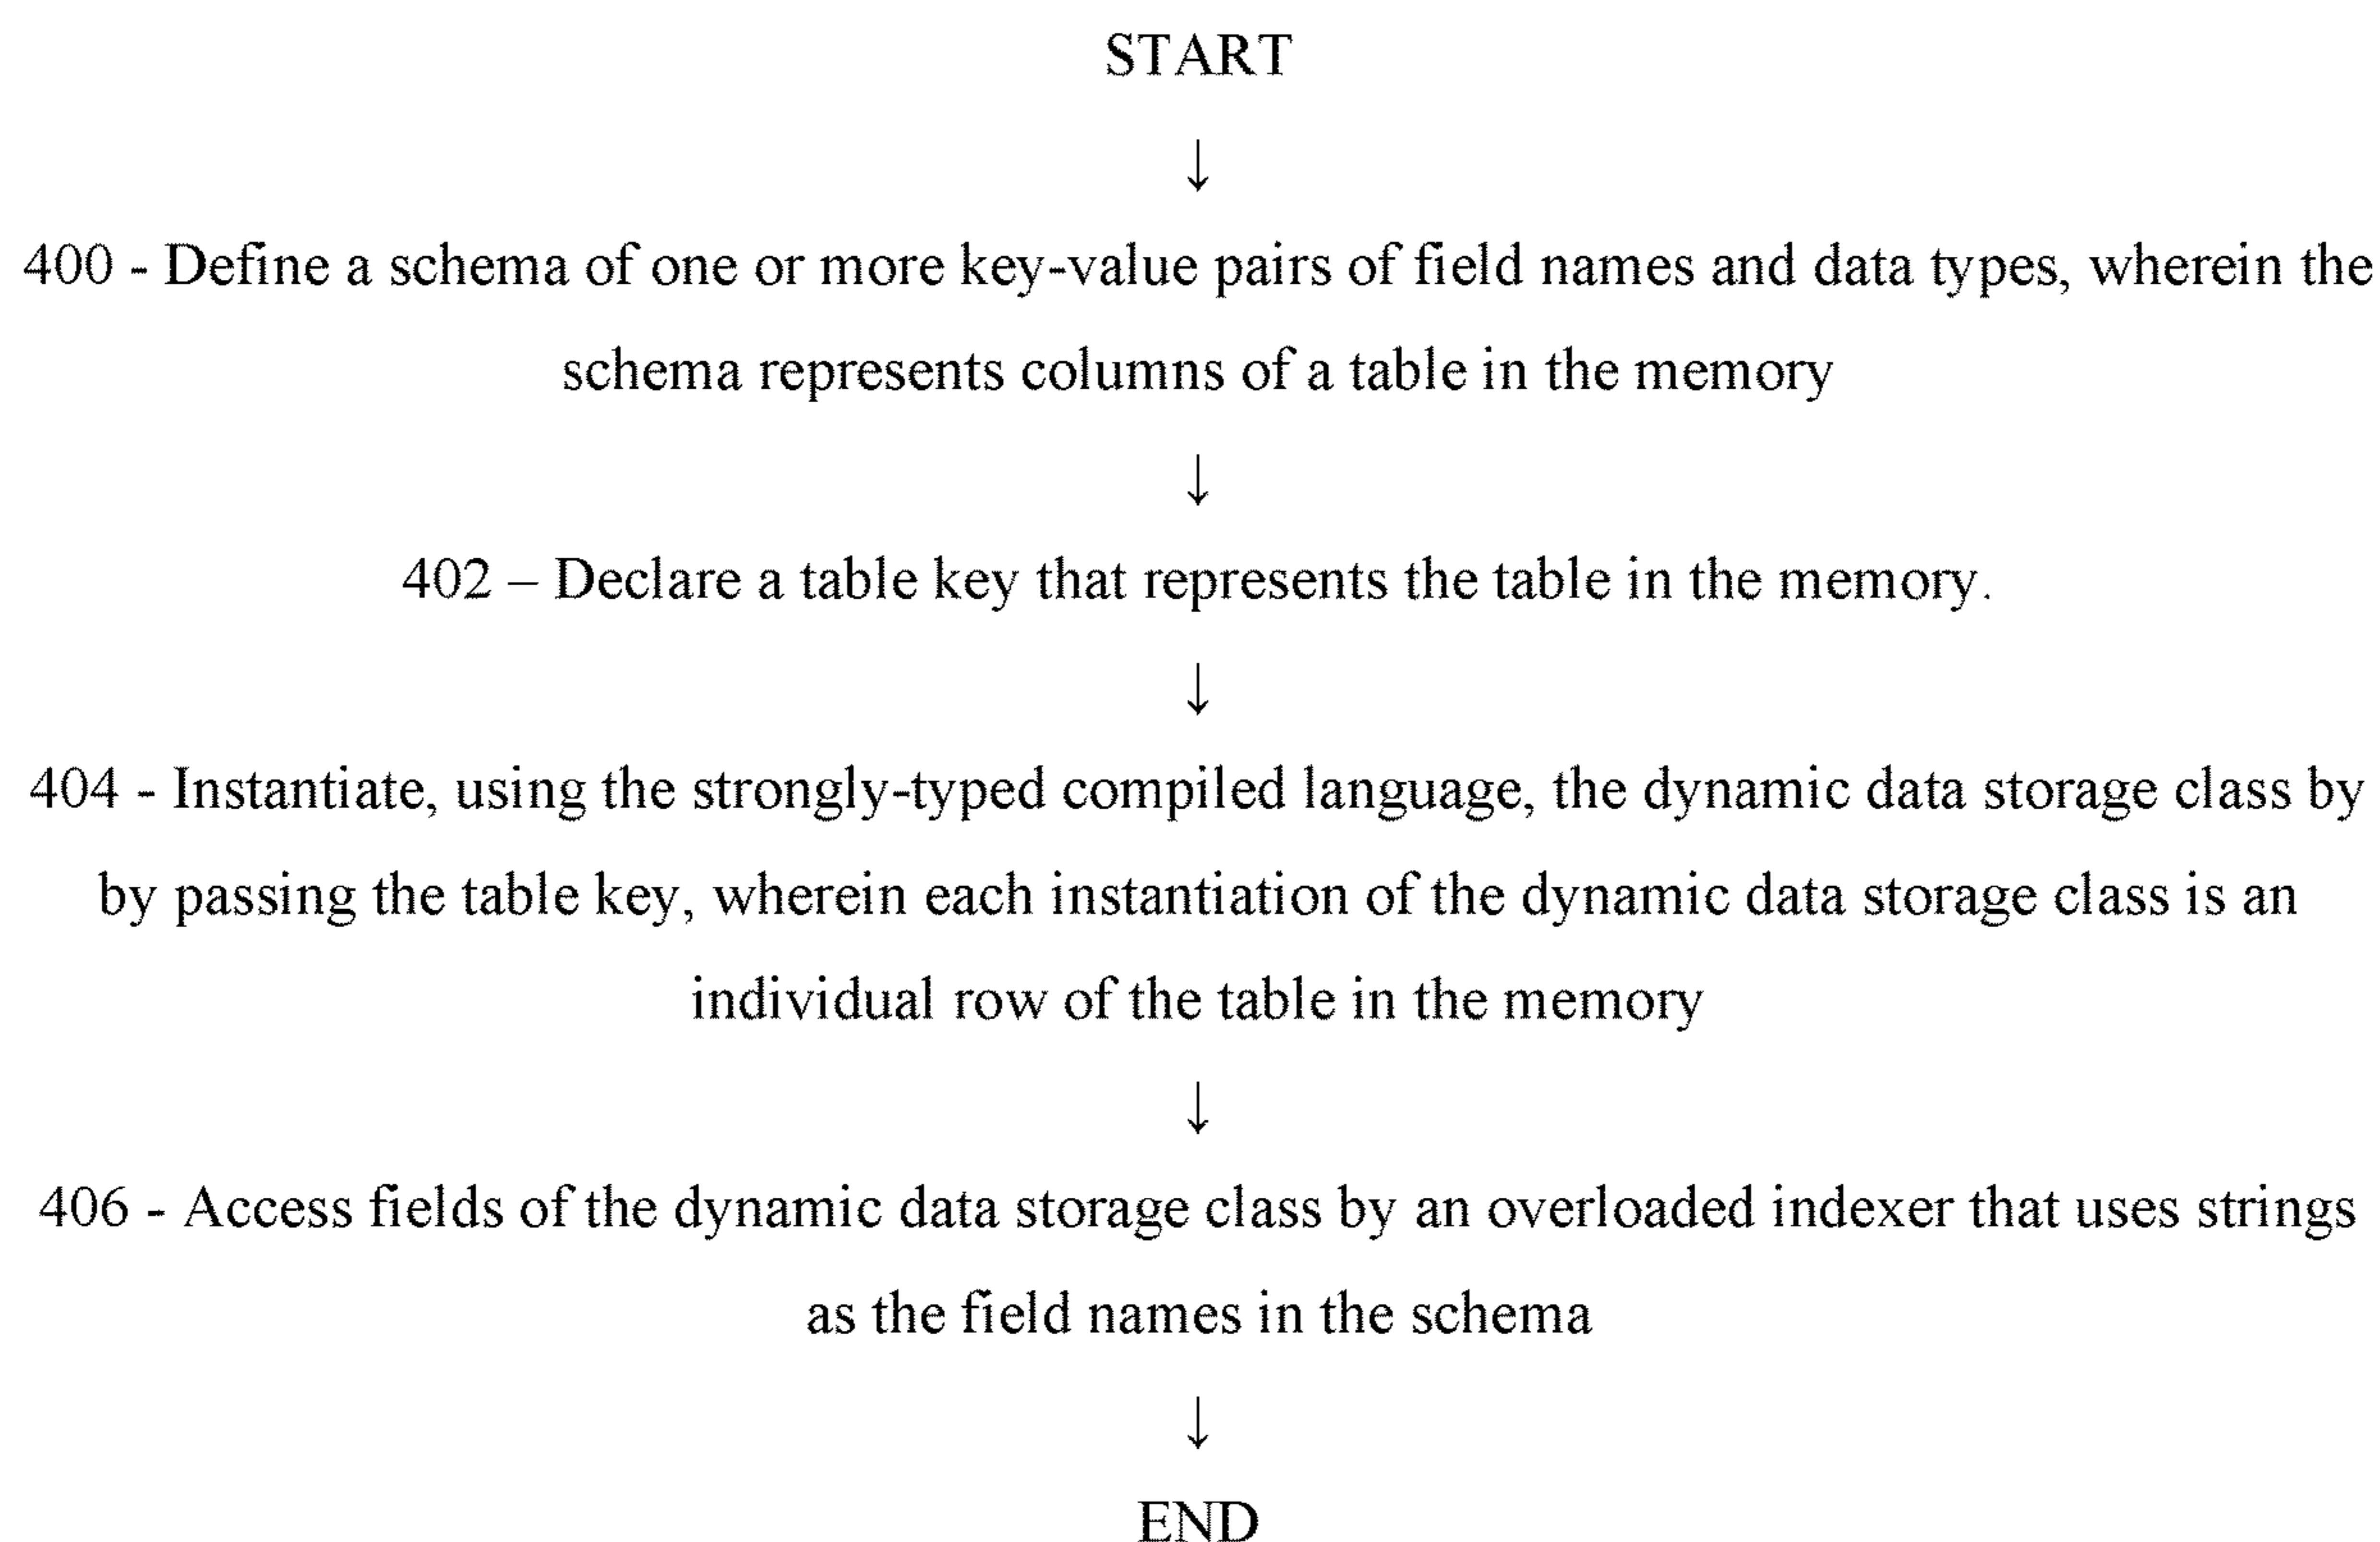 START
↓
400 - Define a schema of one or more key-value pairs of field names and data types, wherein the
schema represents columns of a table in the memory
↓
402 – Declare a table key that represents the table in the memory.
↓
404 - Instantiate, using the strongly-typed compiled language, the dynamic data storage class by
by passing the table key, wherein each instantiation of the dynamic data storage class is an
individual row of the table in the memory
↓
406 - Access fields of the dynamic data storage class by an overloaded indexer that uses strings
as the field names in the schema
↓
END